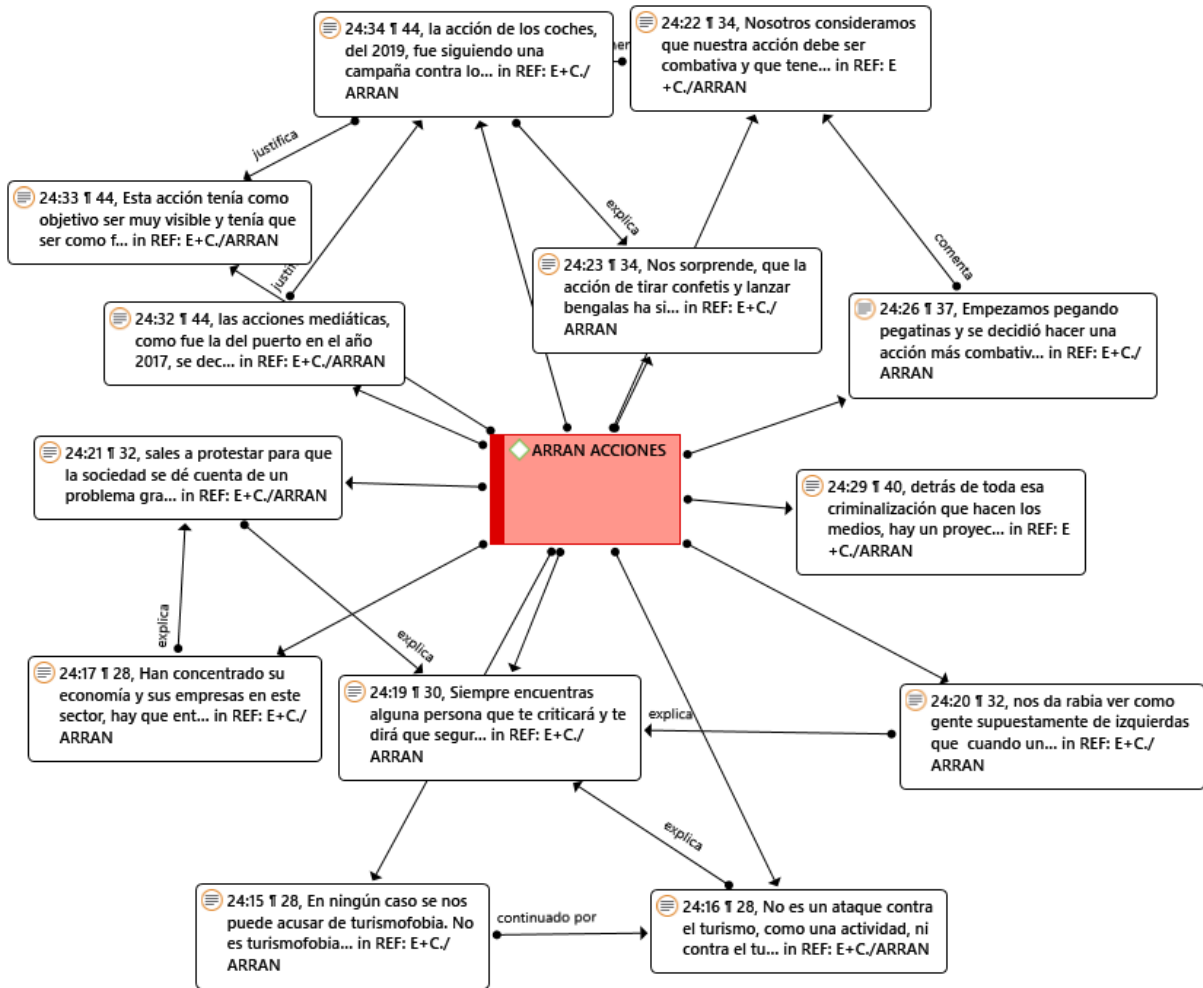 24:34 ¶ 44, la acción de los coches,
del 2019, fue siguiendo una
campaña contra lo... in REF: E+C./
ARRAN
24:22 ¶ 34, Nosotros consideramos
que nuestra acción debe ser
combativa y que tene... in REF: E
+C./ARRAN
justifica
24:33 ¶ 44, Esta acción tenía como
objetivo ser muy visible y tenía que
ser como f... in REF: E+C./ARRAN
explica
comenta
24:23 ¶ 34, Nos sorprende, que la
acción de tirar confetis y lanzar
bengalas ha si... in REF: E+C./
ARRAN
24:32 ¶ 44, las acciones mediáticas,
como fue la del puerto en el año
2017, se dec... in REF: E+C./ARRAN
24:26 ¶ 37, Empezamos pegando
pegatinas y se decidió hacer una
acción más combativ... in REF: E+C./
ARRAN
ARRAN ACCIONES
24:21 ¶ 32, sales a protestar para que
la sociedad se dé cuenta de un
problema gra... in REF: E+C./ARRAN
24:29 ¶ 40, detrás de toda esa
criminalización que hacen los
medios, hay un proyec... in REF: E
+C./ARRAN
explica
explica
24:17 ¶ 28, Han concentrado su
economía y sus empresas en este
sector, hay que ent... in REF: E+C./
ARRAN
24:19 ¶ 30, Siempre encuentras
alguna persona que te criticará y te
dirá que segur... in REF: E+C./
ARRAN
explica
24:20 ¶ 32, nos da rabia ver como
gente supuestamente de izquierdas
que cuando un... in REF: E+C./
ARRAN
explica
24:15 ¶ 28, En ningún caso se nos
puede acusar de turismofobia. No
es turismofobia... in REF: E+C./
ARRAN
continuado por
24:16 ¶ 28, No es un ataque contra
el turismo, como una actividad, ni
contra el tu... in REF: E+C./ARRAN